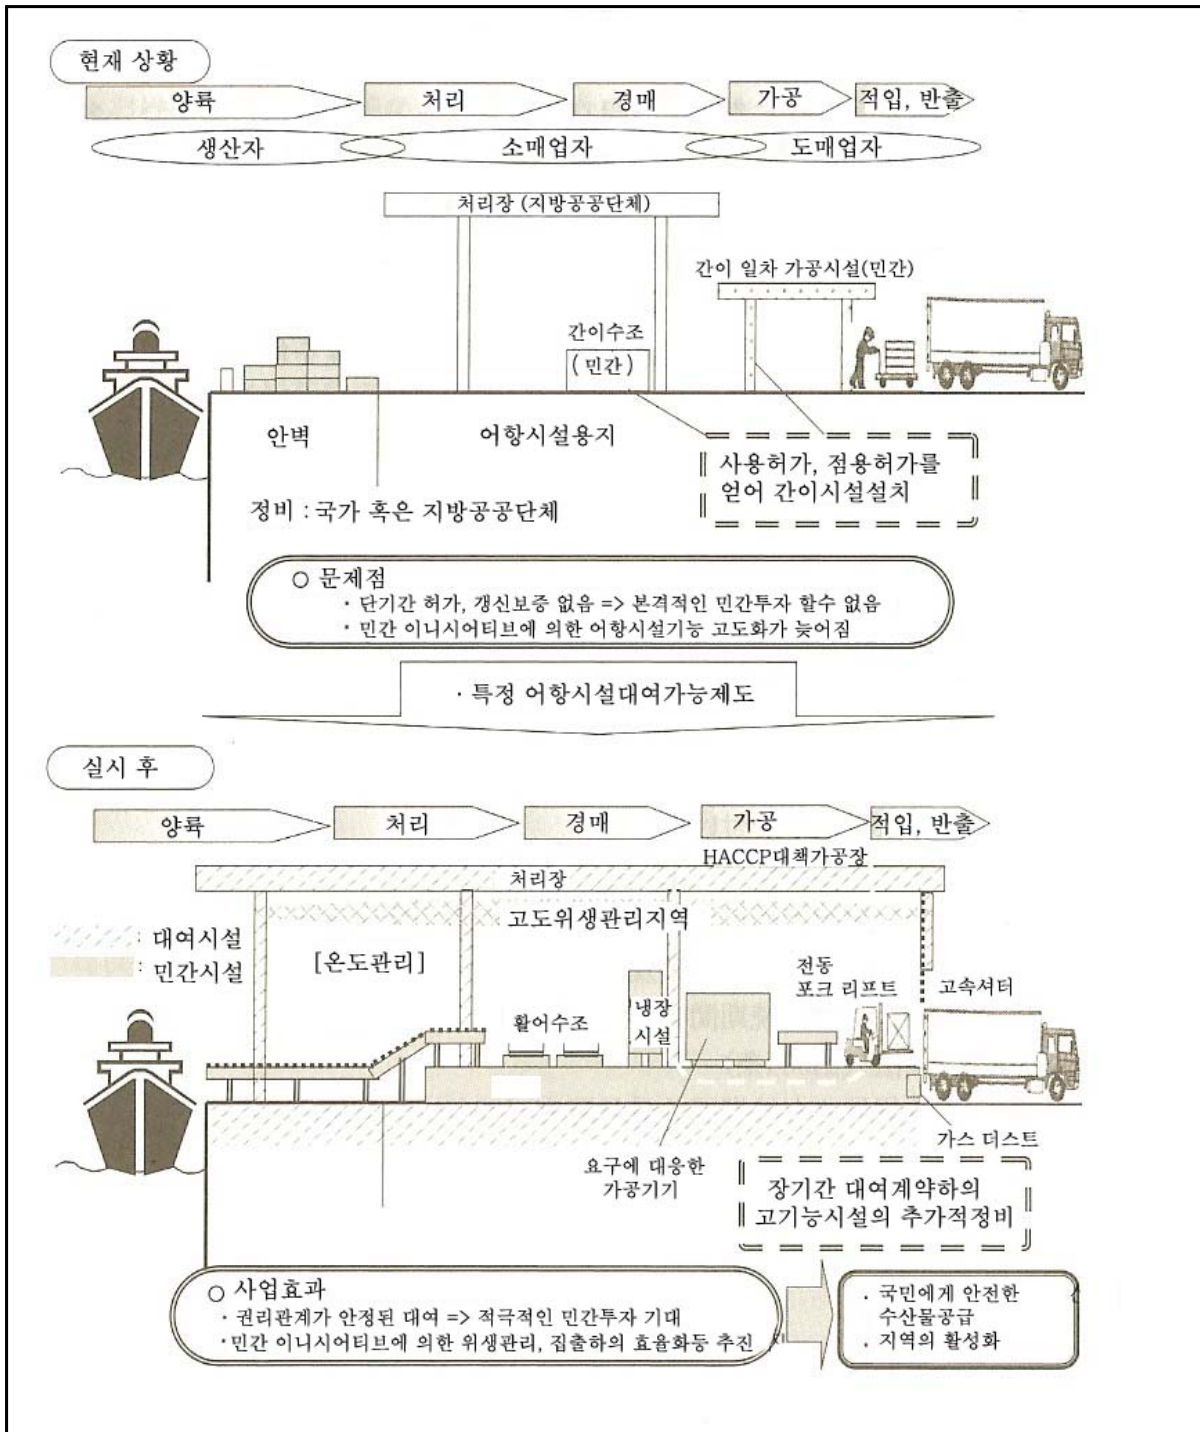 현재 상황
양륙 처리 경매 가공 적입, 반출
생산자 소매업자 도매업자
처리장 (지방공공단체)
간이 일차 가공시설(민간)
간이수조
(민간)
안벽 어항시설용지
사용허가, 점용허가를
얻어 간이시설설치
정비 : 국가 혹은 지방공공단체
○ 문제점
· 단기간 허가, 갱신보증 없음 => 본격적인 민간투자 할수 없음
· 민간 이니시어티브에 의한 어항시설기능 고도화가 늦어짐
· 특정 어항시설대여가능제도
실시 후
양륙 처리 경매 가공 적입, 반출
HACCP대책가공장
처리장
고도위생관리지역
: 대여시설
: 민간시설
[온도관리]
전동
포크 리프트
고속셔터
냉장
시설
활어수조
가스 더스트
요구에 대응한
가공기기
장기간 대여계약하의
고기능시설의 추가적정비
○ 사업효과
· 권리관계가 안정된 대여 => 적극적인 민간투자 기대
· 민간 이니시어티브에 의한 위생관리, 집출하의 효율화등 추진
· 국민에게 안전한
수산물공급
· 지역의 활성화